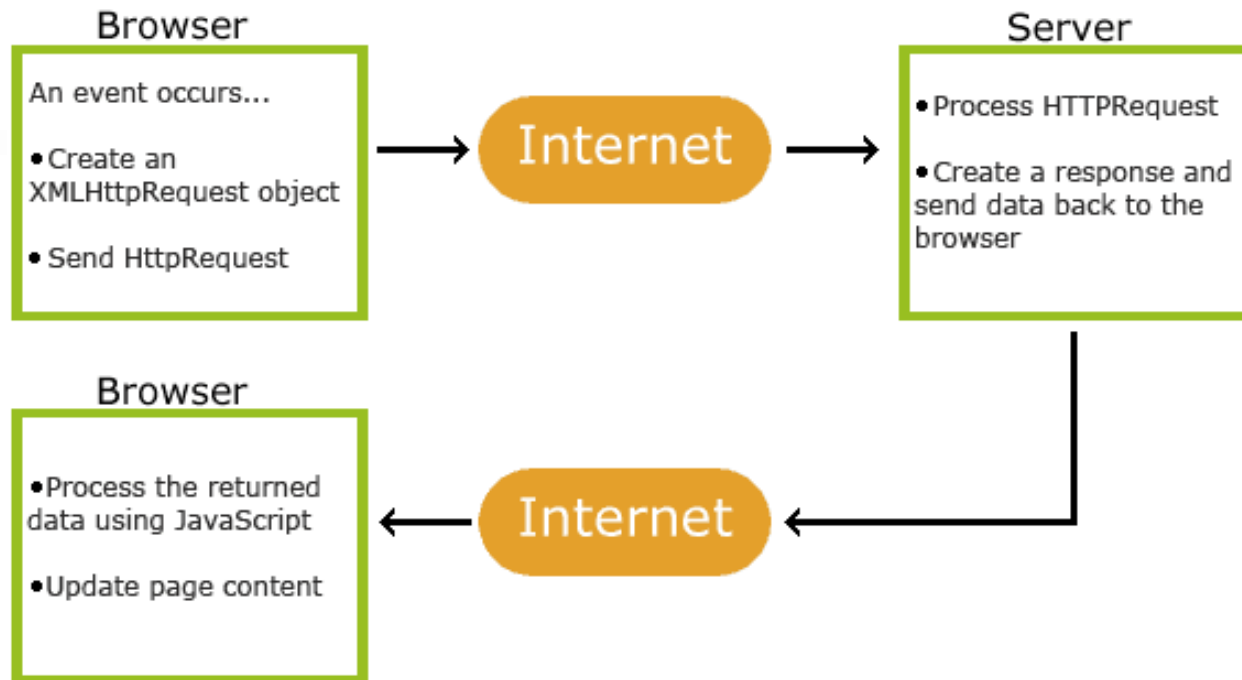 Browser
An event occurs...
•Create an
XMLHttpRequest object
• Send HttpRequest
Internet
Server
•Process HTTPRequest
•Create a response and
send data back to the
browser
Browser
•Process the returned
data using JavaScript
•Update page content
Internet